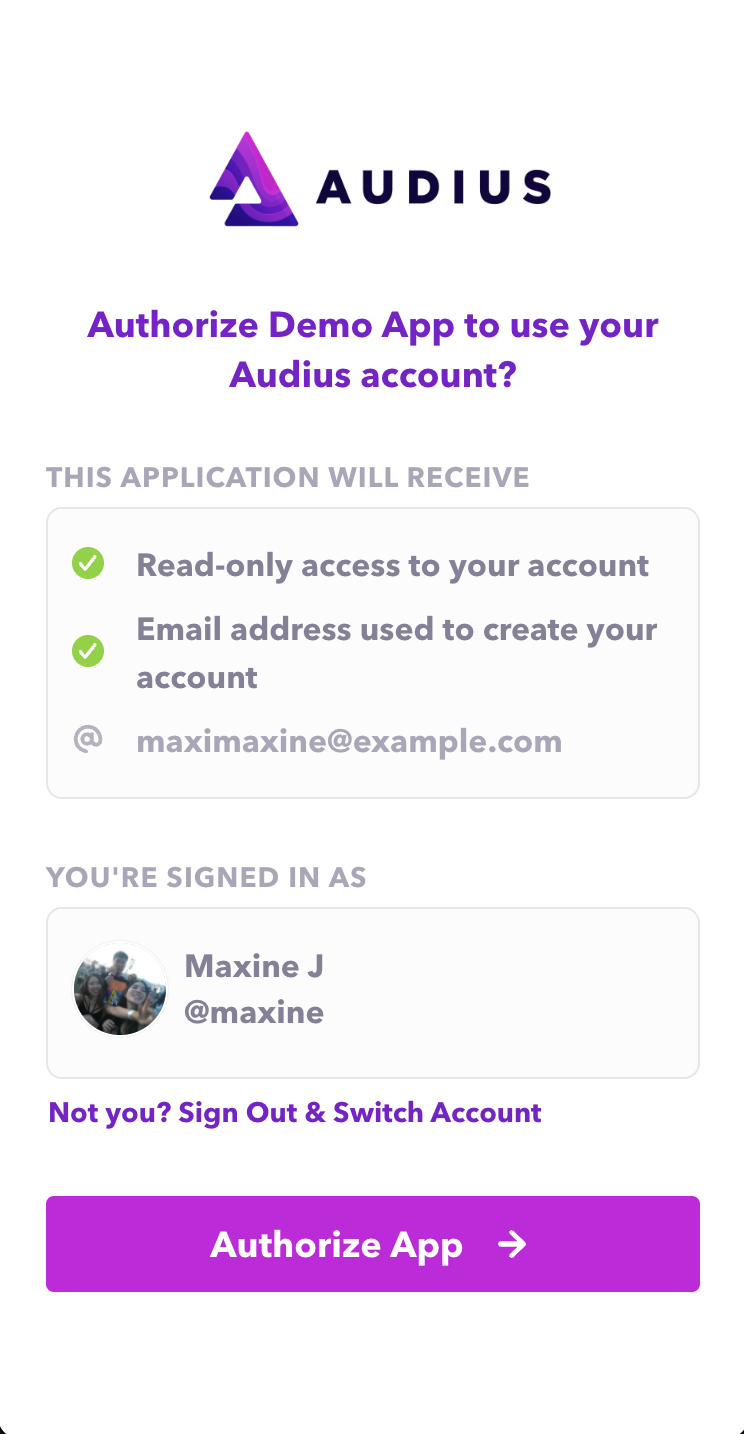 AUDIUS
Authorize Demo App to use your
Audius account?
THIS APPLICATION WILL RECEIVE
Read-only access to your account
Email address used to create your
account
@ maximaxine@example.com
YOU'RE SIGNED IN AS
Maxine J
@maxine
Not you? Sign Out & Switch Account
Authorize App →